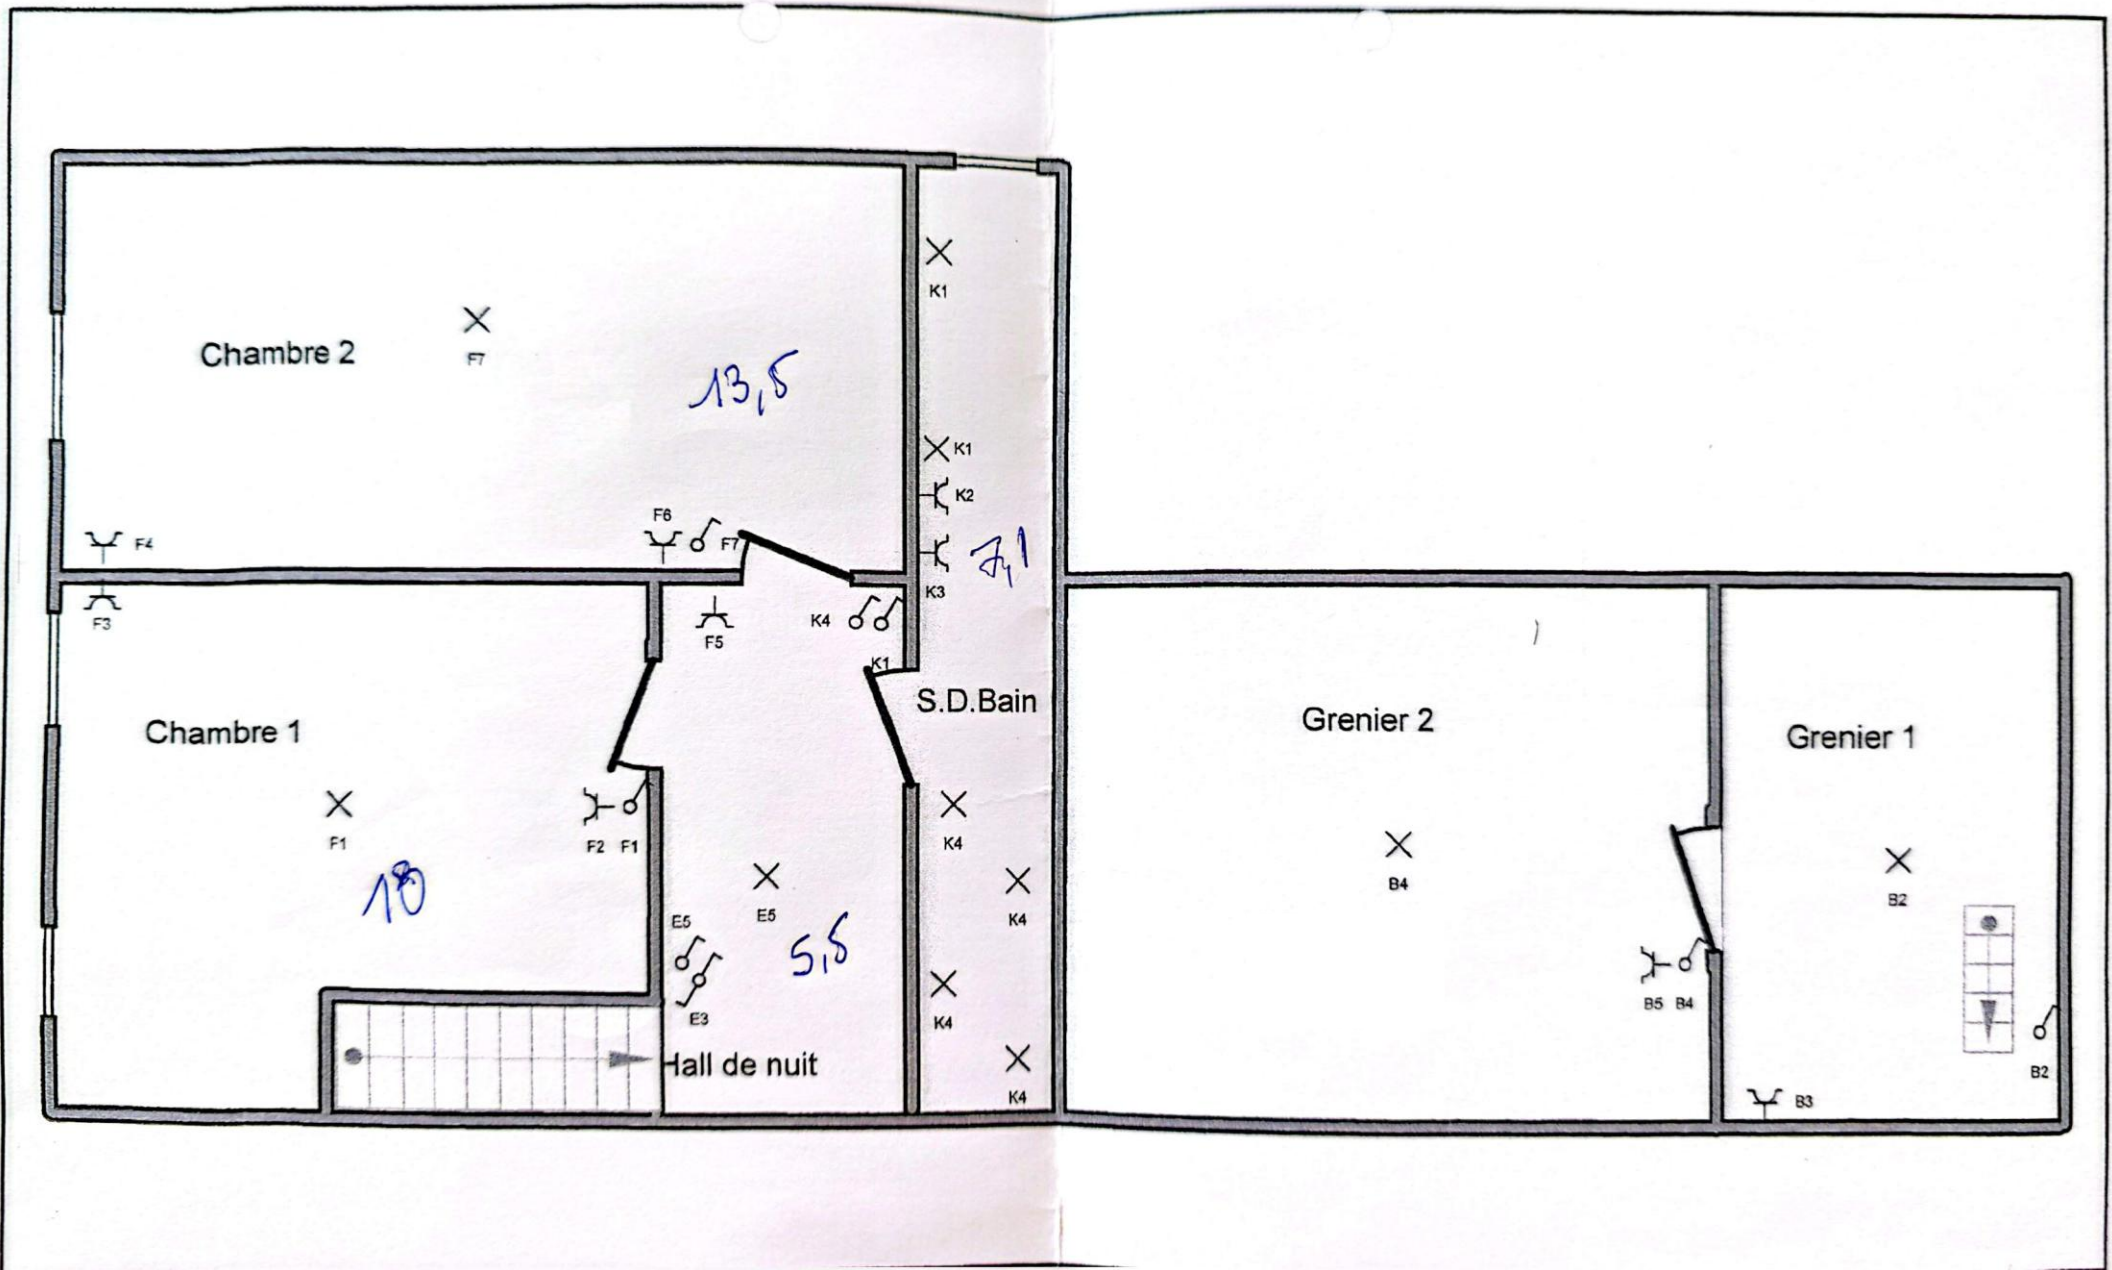 K1
Chambre 2
F7
13,5
K1
K2
F6
F4
F7
7,1
K3
F3
K4
F5
K1
S.D.Bain
Grenier 2
Chambre 1
Grenier 1
F1
F2 F1
K4
B4
B2
18
E5
E5
K4
5,5
B5 B4
E3
K4
Hall de nuit
B2
K4
B3